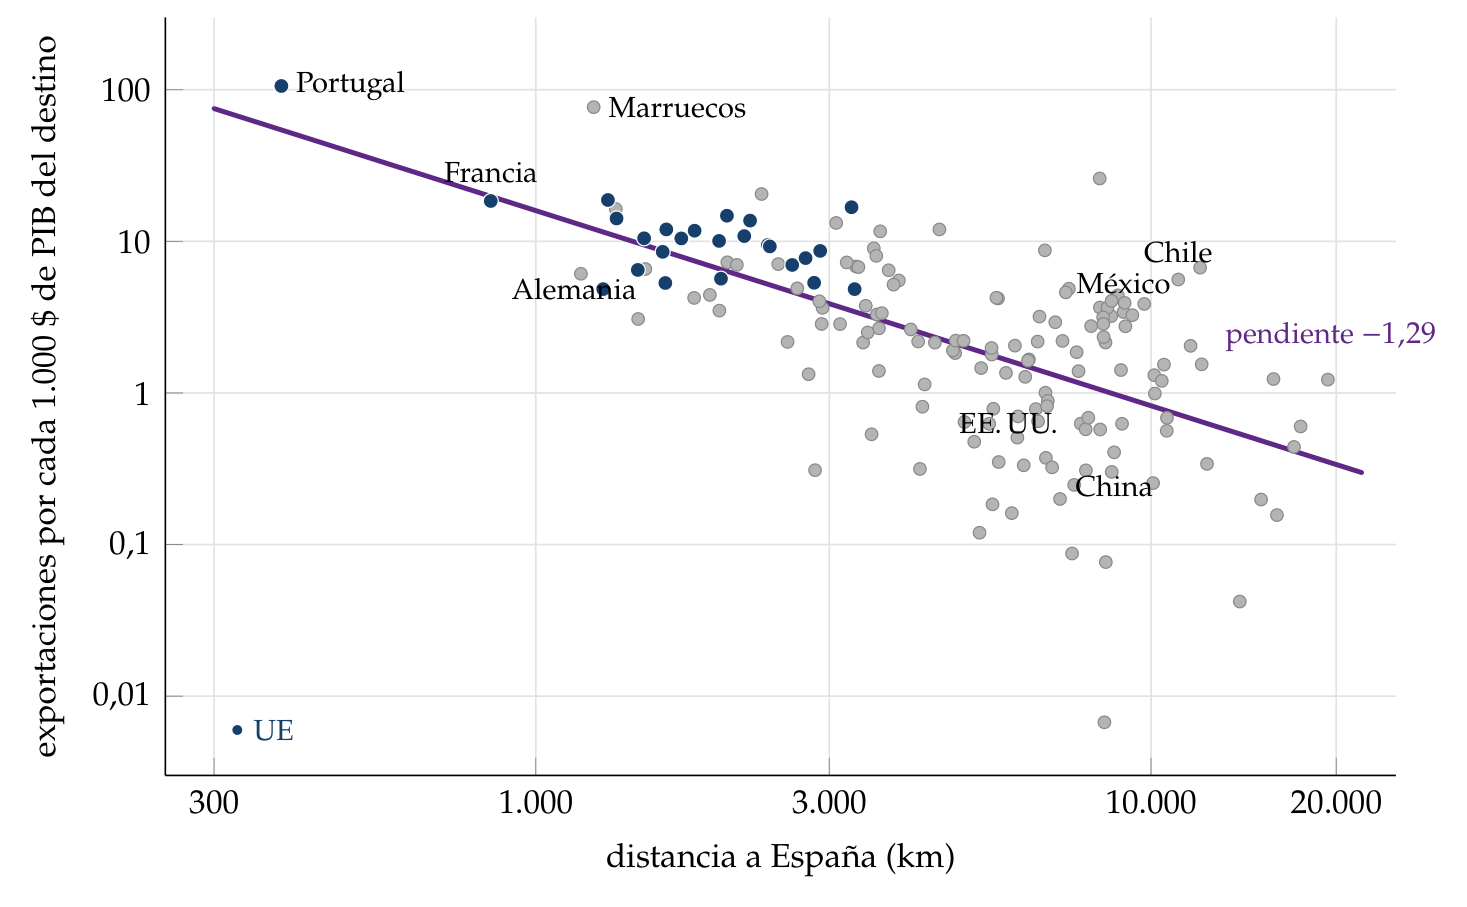 exportaciones por cada 1.000 $ de PIB del destino
100
10
1
0,1
0,01
Portugal
Marruecos
Francia
Alemania
Chile
México
pendiente −1,29
EE. UU.
China
UE
300
1.000
3.000
10.000
20.000
distancia a España (km)